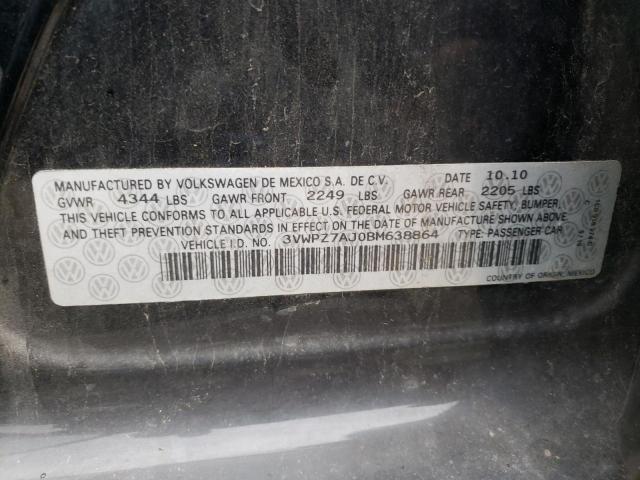 MANUFACTURED BY VOLKSWAGEN DE MEXICO S.A. DE C.V. DATE 10.10
GVWR 4344 LBS GAWR FRONT 2249 LBS GAWR REAR 2205 LBS
THIS VEHICLE CONFORMS TO ALL APPLICABLE U.S. FEDERAL MOTOR VEHICLE SAFETY, BUMPER,
AND THEFT PREVENTION STANDARDS IN EFFECT ON THE DATE OF MANUFACTURE SHOWN ABOVE.
VEHICLE I.D. NO. 3VWPZ7AJ0BM638864 TYPE: PASSENGER CAR
COUNTRY OF ORIGIN, MEXICO